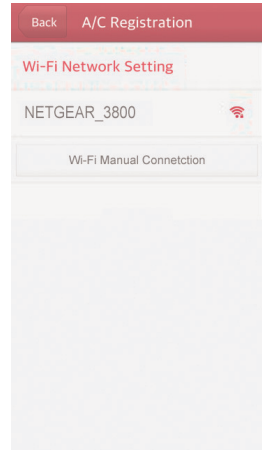 Back A/C Registration
Wi-Fi Network Setting
NETGEAR_3800
Wi-Fi Manual Connetction